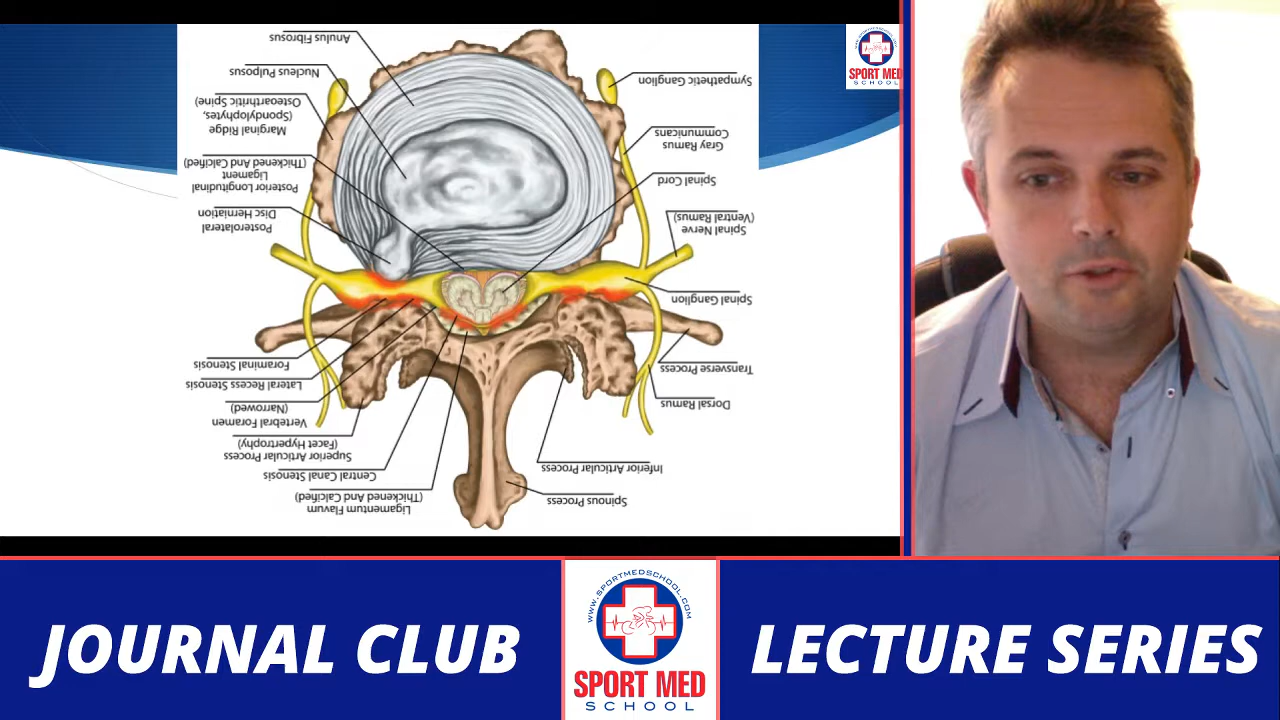 Anulus Fibrosus
Nucleus Pulposus
Marginal Ridge
(Spondylophytes,
Osteoarthritic Spine)
Posterior Longitudinal
Ligament
(Thickened And Calcified)
Posterolateral
Disc Herniation
Foraminal Stenosis
Lateral Recess Stenosis
Vertebral Foramen
(Narrowed)
Superior Articular Process
(Facet Hypertrophy)
Central Canal Stenosis
Ligamentum Flavum
(Thickened And Calcified)
Sympathetic Ganglion
Gray Ramus
Communicans
Spinal Cord
Spinal Nerve
(Ventral Ramus)
Spinal Ganglion
Transverse Process
Dorsal Ramus
Inferior Articular Process
Spinous Process
SPORT MED
SCHOOL
JOURNAL CLUB
WWW.SPORTMEDSCHOOL.COM
SPORT MED
SCHOOL
LECTURE SERIES